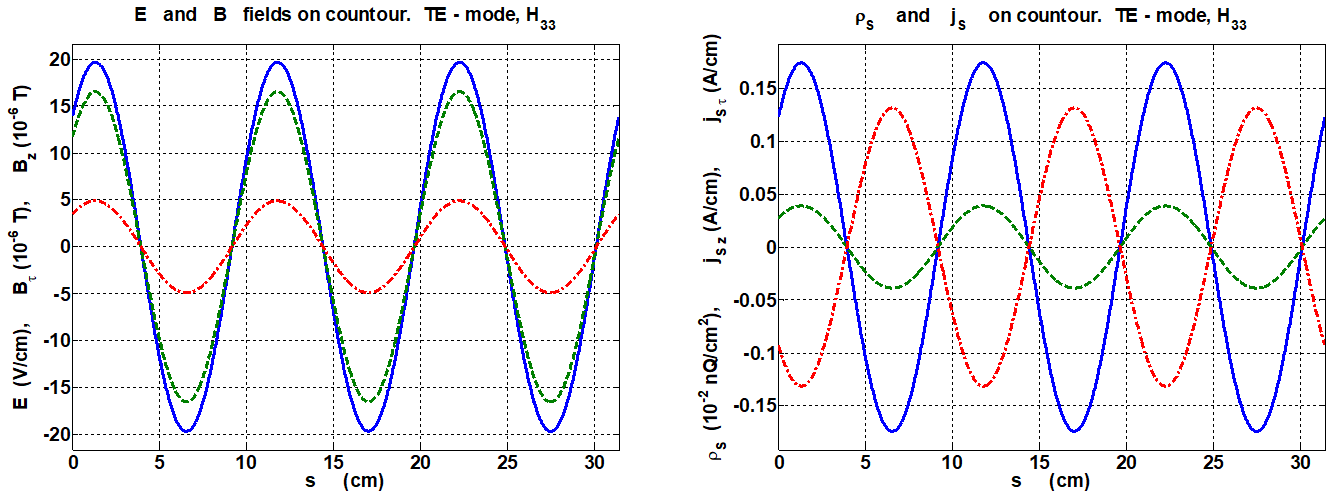 E and B fields on countour. TE - mode, H33
E (V/cm), Bτ (10-6 T), Bz (10-6 T)
20
15
10
5
0
-5
-10
-15
-20
0 5 10 15 20 25 30
s (cm)
ρs and js on countour. TE - mode, H33
ρs (10-2 nQ/cm2), js z (A/cm), js τ (A/cm)
0.15
0.1
0.05
0
-0.05
-0.1
-0.15
0 5 10 15 20 25 30
s (cm)